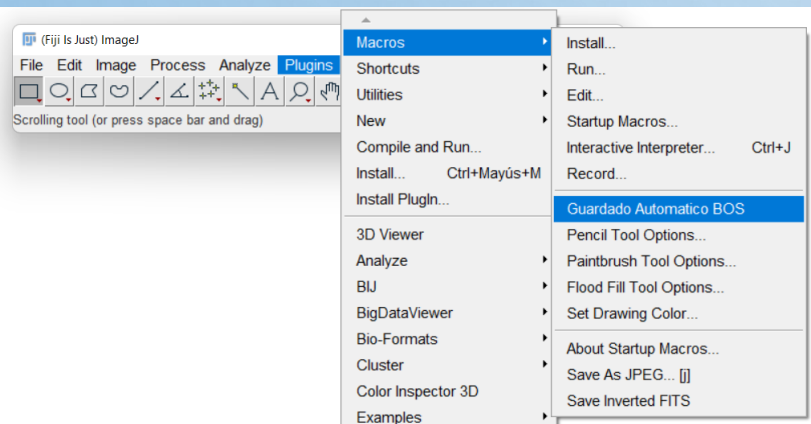 (Fiji Is Just) ImageJ
File Edit Image Process Analyze Plugins
Scrolling tool (or press space bar and drag)
Macros
Shortcuts
Utilities
New
Compile and Run...
Install... Ctrl+Mayús+M
Install PlugIn...
3D Viewer
Analyze
BIJ
BigDataViewer
Bio-Formats
Cluster
Color Inspector 3D
Examples
Install...
Run...
Edit...
Startup Macros...
Interactive Interpreter... Ctrl+J
Record...
Guardado Automatico BOS
Pencil Tool Options...
Paintbrush Tool Options...
Flood Fill Tool Options...
Set Drawing Color...
About Startup Macros...
Save As JPEG... [j]
Save Inverted FITS